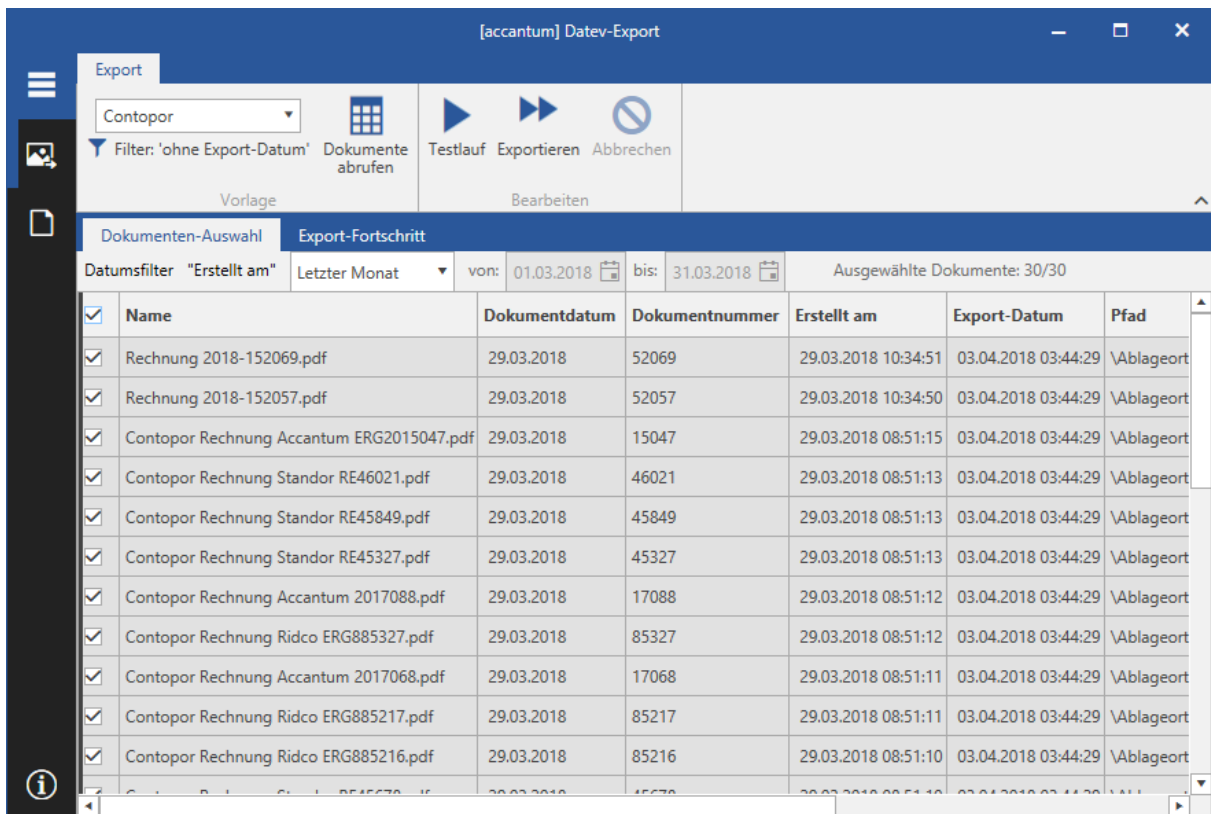 [accantum] Datev-Export
Export
Contopor
Filter: 'ohne Export-Datum'
Dokumente abrufen
Testlauf
Exportieren
Abbrechen
Vorlage
Bearbeiten
Dokumenten-Auswahl Export-Fortschritt
Datumsfilter "Erstellt am" Letzter Monat von: 01.03.2018 bis: 31.03.2018 Ausgewählte Dokumente: 30/30
Name Dokumentdatum Dokumentnummer Erstellt am Export-Datum Pfad
Rechnung 2018-152069.pdf 29.03.2018 52069 29.03.2018 10:34:51 03.04.2018 03:44:29 \Ablageort
Rechnung 2018-152057.pdf 29.03.2018 52057 29.03.2018 10:34:50 03.04.2018 03:44:29 \Ablageort
Contopor Rechnung Accantum ERG2015047.pdf 29.03.2018 15047 29.03.2018 08:51:15 03.04.2018 03:44:29 \Ablageort
Contopor Rechnung Standor RE46021.pdf 29.03.2018 46021 29.03.2018 08:51:13 03.04.2018 03:44:29 \Ablageort
Contopor Rechnung Standor RE45849.pdf 29.03.2018 45849 29.03.2018 08:51:13 03.04.2018 03:44:29 \Ablageort
Contopor Rechnung Standor RE45327.pdf 29.03.2018 45327 29.03.2018 08:51:13 03.04.2018 03:44:29 \Ablageort
Contopor Rechnung Accantum 2017088.pdf 29.03.2018 17088 29.03.2018 08:51:12 03.04.2018 03:44:29 \Ablageort
Contopor Rechnung Ridco ERG885327.pdf 29.03.2018 85327 29.03.2018 08:51:12 03.04.2018 03:44:29 \Ablageort
Contopor Rechnung Accantum 2017068.pdf 29.03.2018 17068 29.03.2018 08:51:11 03.04.2018 03:44:29 \Ablageort
Contopor Rechnung Ridco ERG885217.pdf 29.03.2018 85217 29.03.2018 08:51:11 03.04.2018 03:44:29 \Ablageort
Contopor Rechnung Ridco ERG885216.pdf 29.03.2018 85216 29.03.2018 08:51:10 03.04.2018 03:44:29 \Ablageort